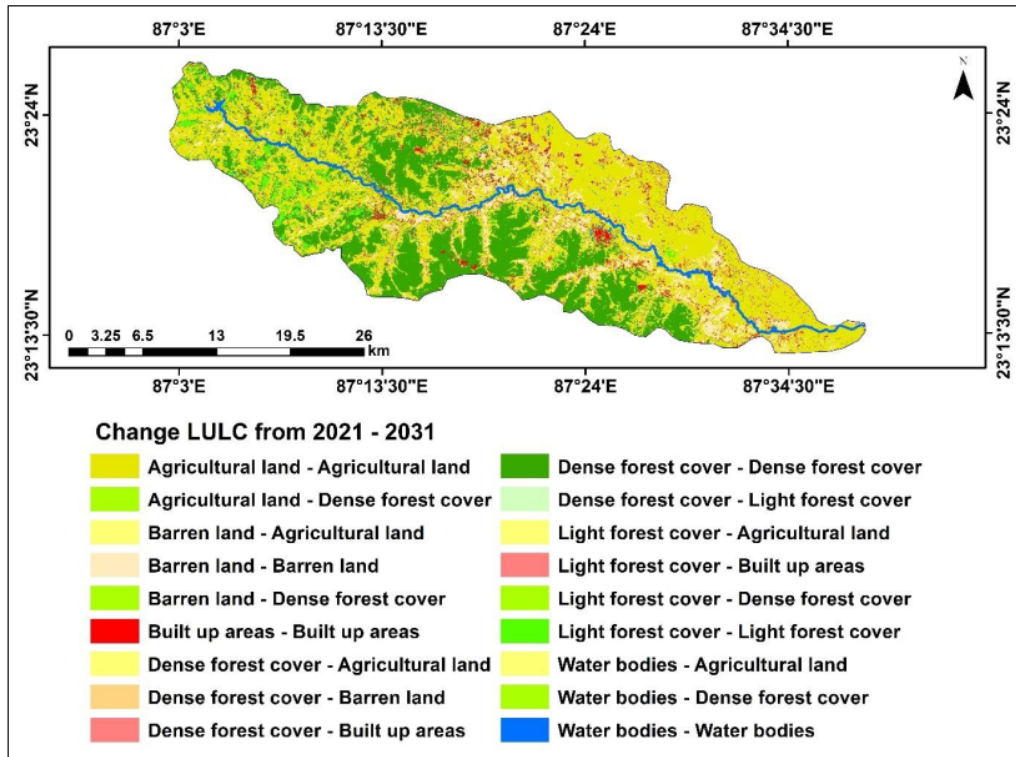 87°3'E 87°13'30"E 87°24'E 87°34'30"E
N
23°24'N 23°24'N
23°13'30"N 23°13'30"N
0 3.25 6.5 13 19.5 26
km
87°3'E 87°13'30"E 87°24'E 87°34'30"E
Change LULC from 2021 - 2031
Agricultural land - Agricultural land
Agricultural land - Dense forest cover
Barren land - Agricultural land
Barren land - Barren land
Barren land - Dense forest cover
Built up areas - Built up areas
Dense forest cover - Agricultural land
Dense forest cover - Barren land
Dense forest cover - Built up areas
Dense forest cover - Dense forest cover
Dense forest cover - Light forest cover
Light forest cover - Agricultural land
Light forest cover - Built up areas
Light forest cover - Dense forest cover
Light forest cover - Light forest cover
Water bodies - Agricultural land
Water bodies - Dense forest cover
Water bodies - Water bodies